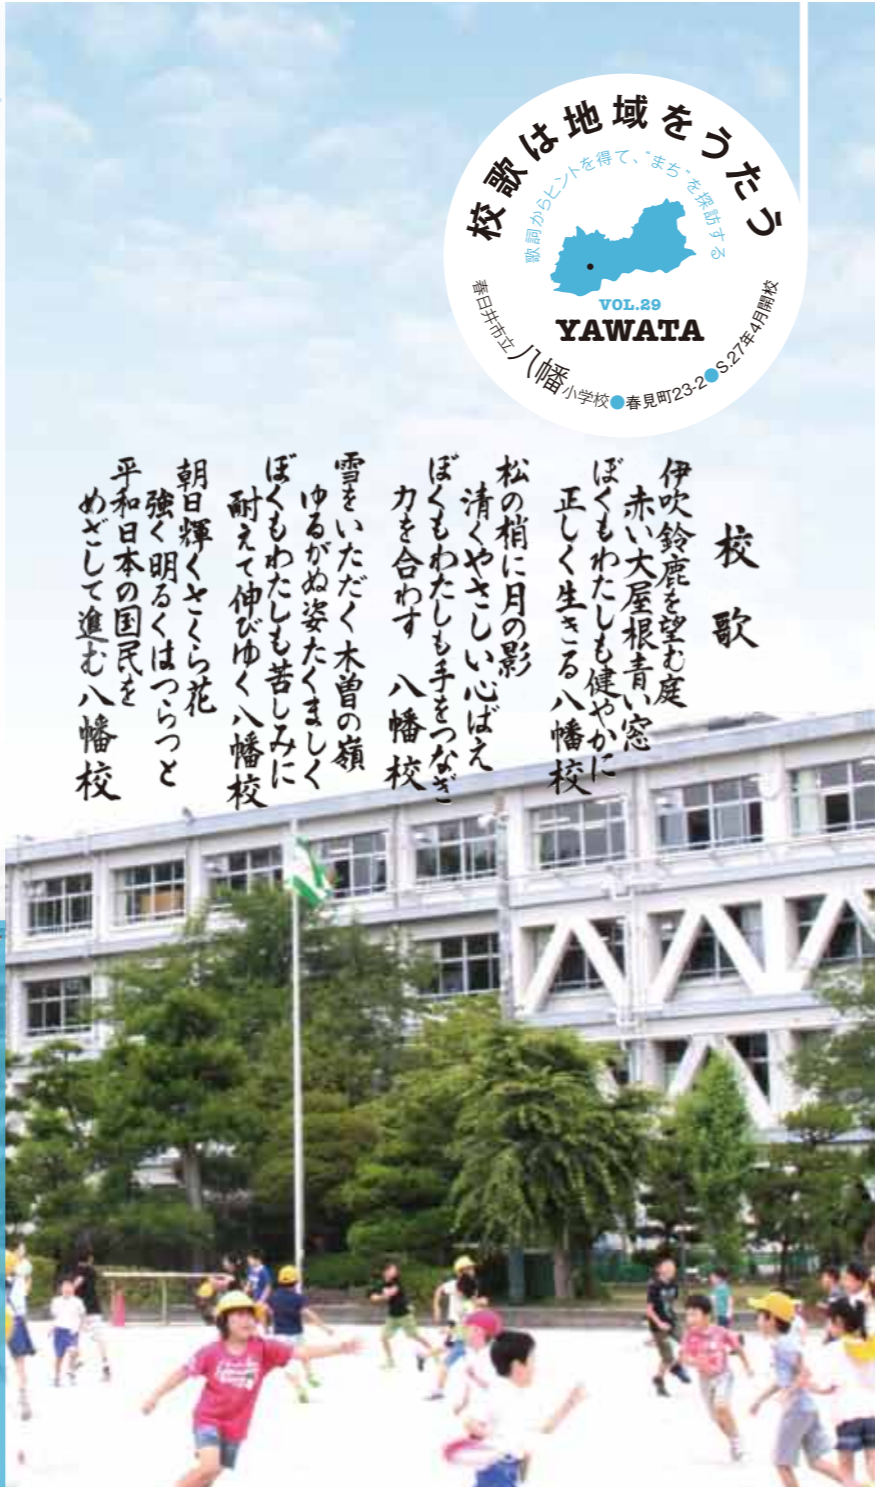 校歌は地域をうたう
歌詞からヒントを得て、“まち”を探訪する
VOL.29
YAWATA
春日井市立八幡小学校●春見町23-2●S.27年4月開校
校歌
伊吹鈴鹿を望む庭
赤い大屋根青い窓
ぼくもわたしも健やかに
正しく生きる八幡校
松の梢に月の影
清くやさしい心ばえ
ぼくもわたしも手をつなぎ
力を合わす 八幡校
雪をいただく木曽の嶺
ゆるがぬ姿たくましく
ぼくもわたしも苦しみに
耐えて伸びゆく八幡校
朝日輝くさくら花
強く明るくはつらつと
平和日本の国民を
めざして進む八幡校